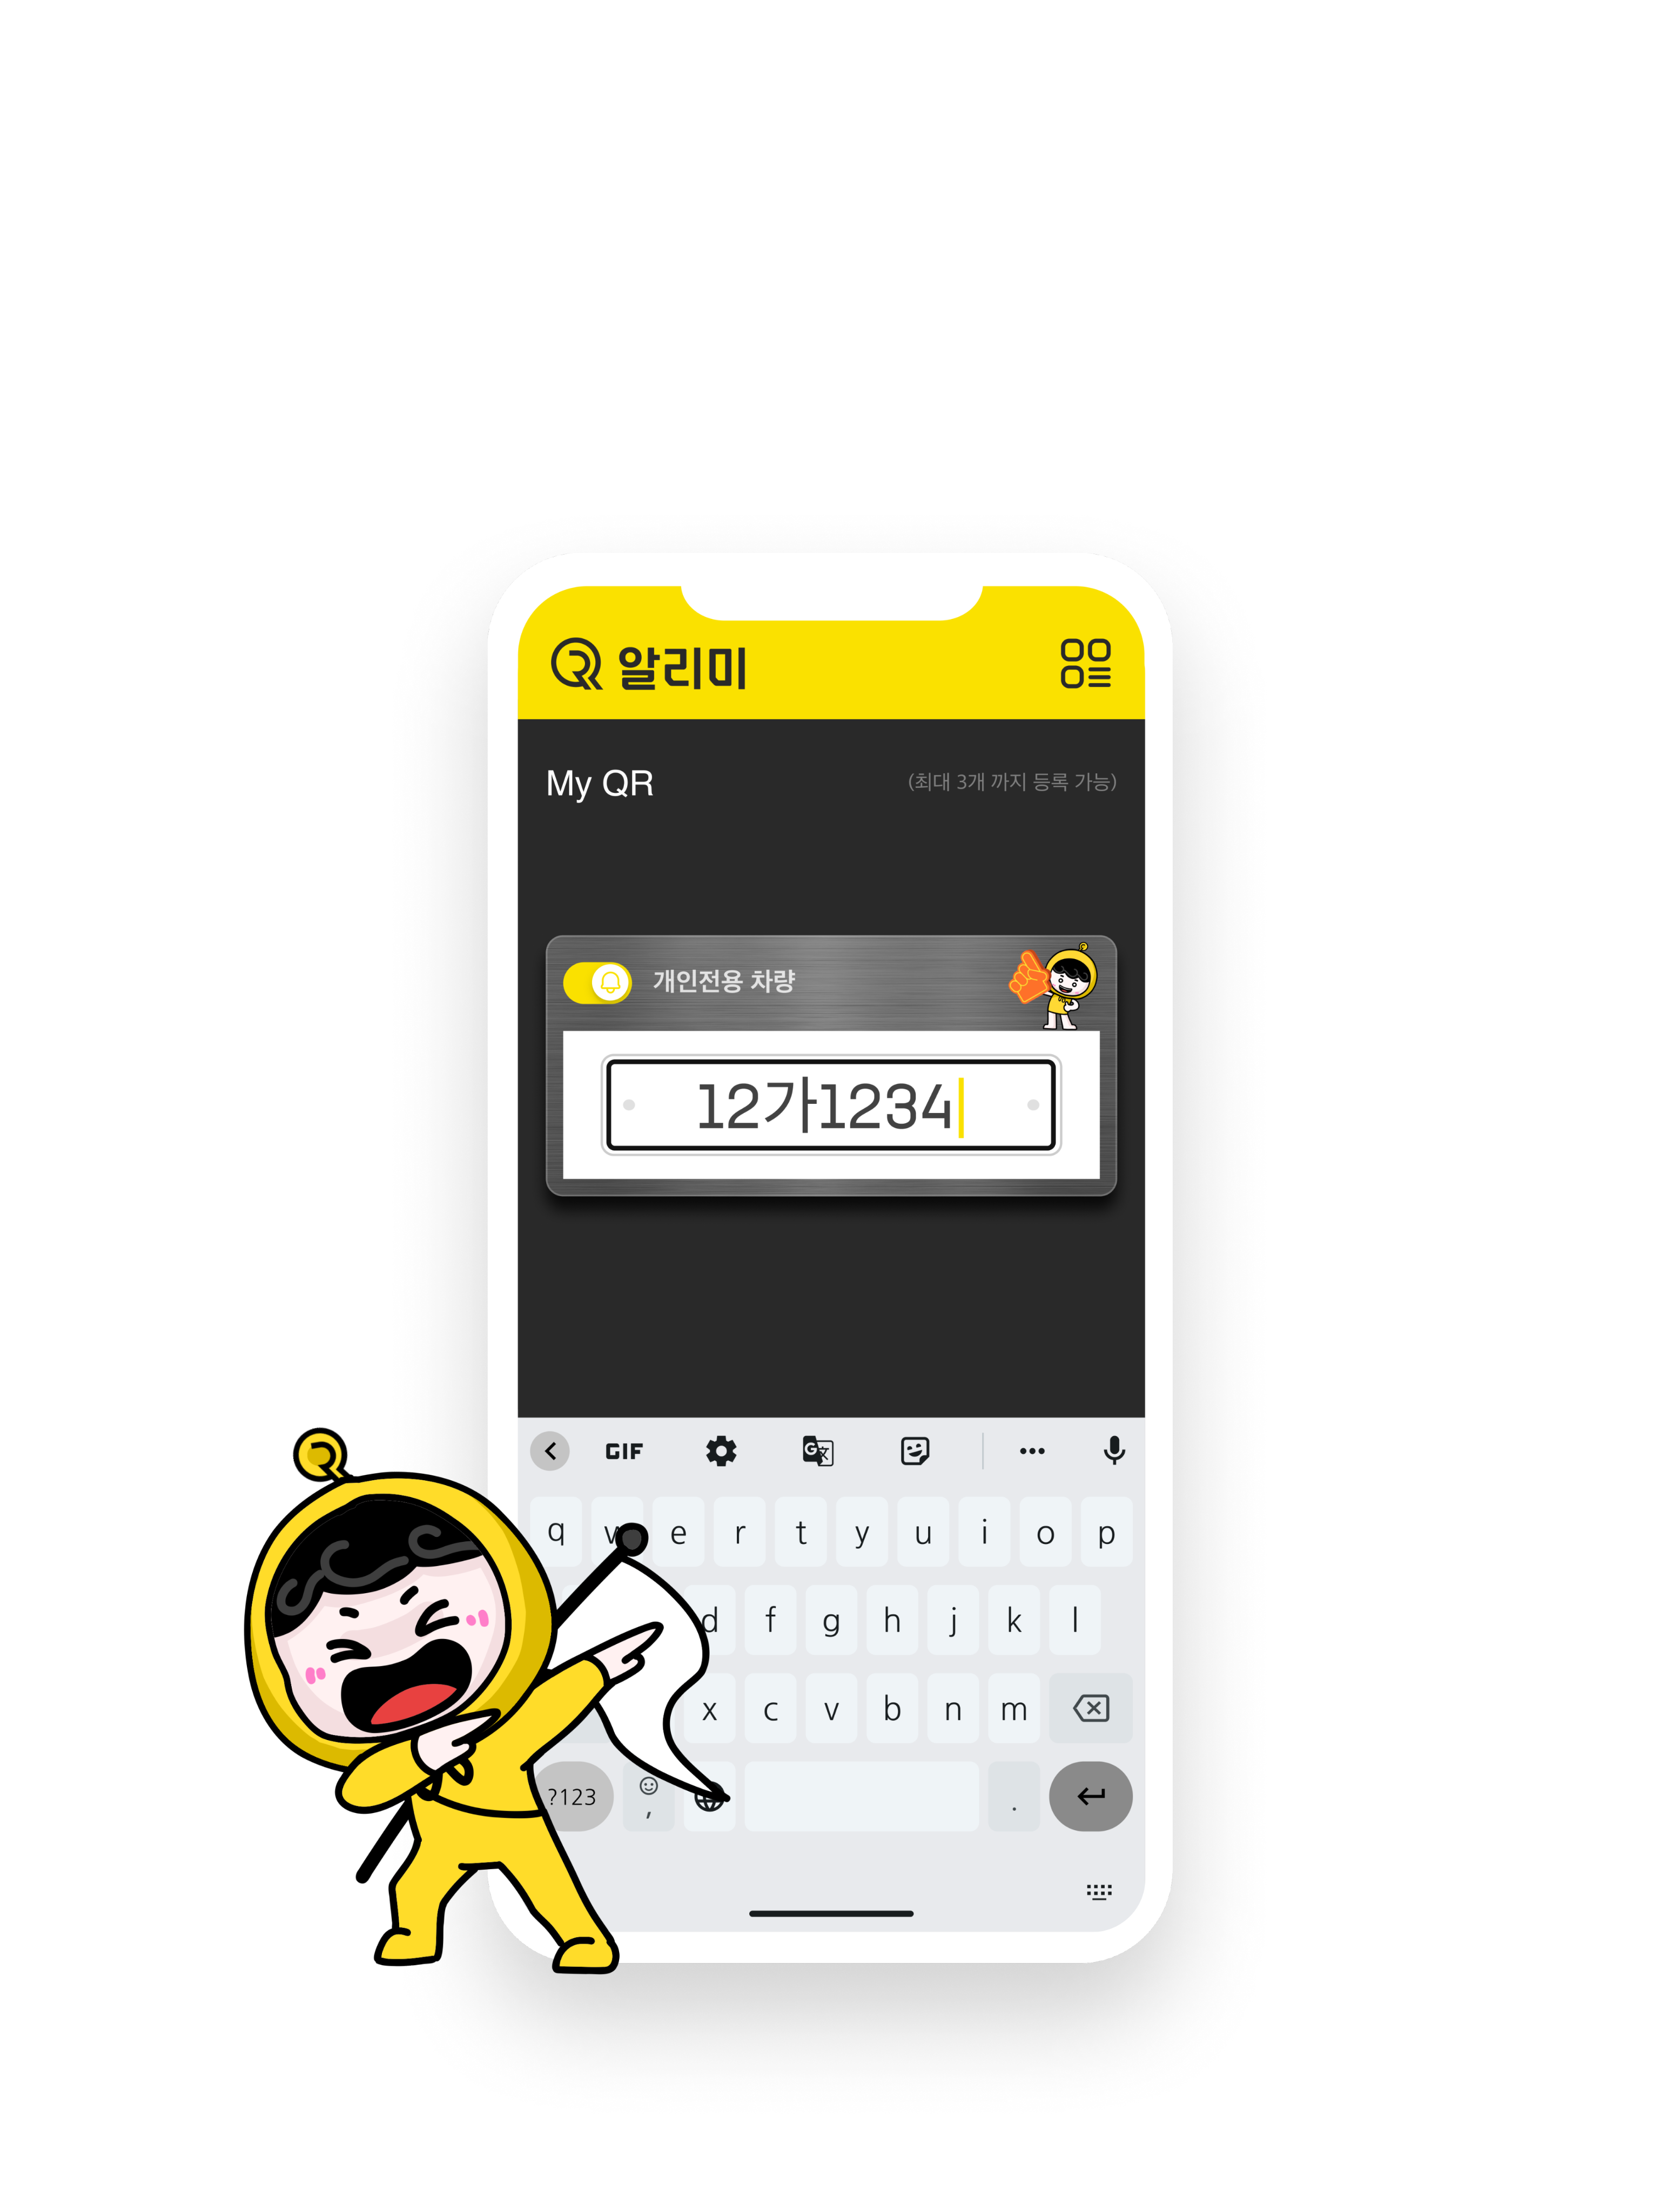 QR 알리미
My QR (최대 3개 까지 등록 가능)
개인전용 차량
12가1234
GIF
q w e r t y u i o p
d f g h j k l
x c v b n m
?123 , .